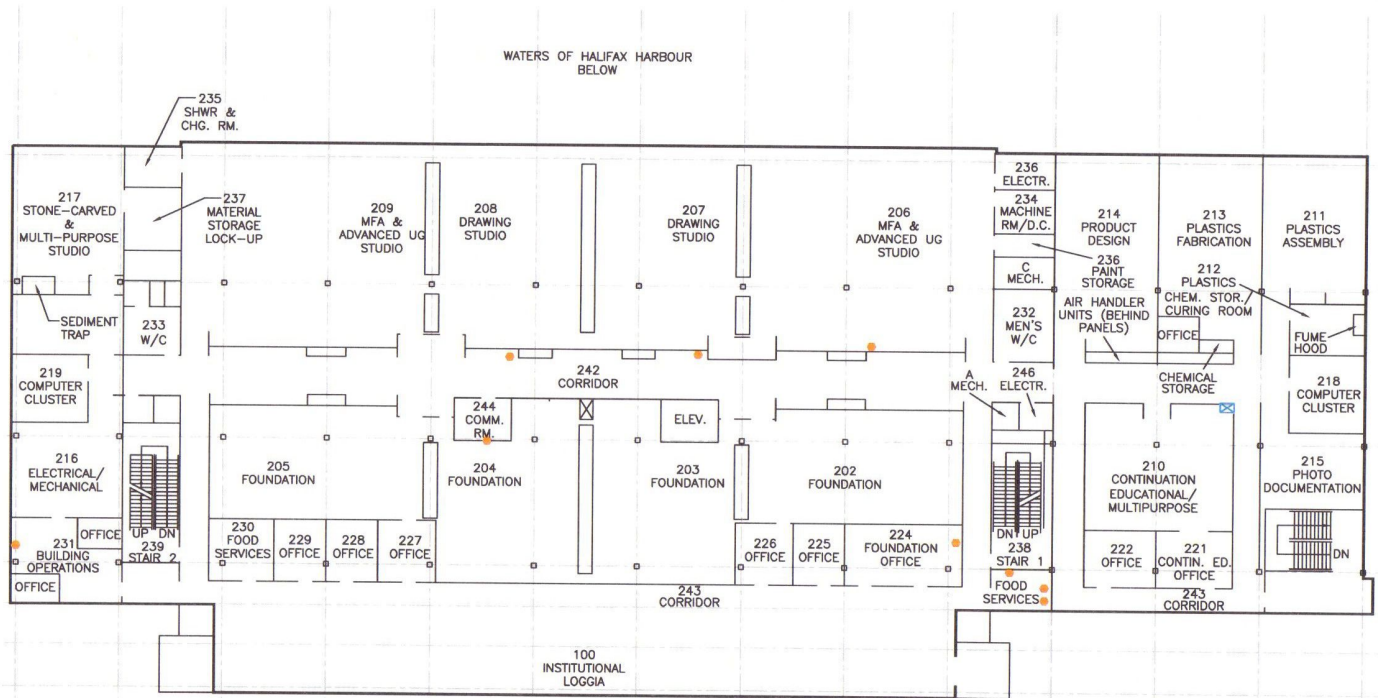 WATERS OF HALIFAX HARBOUR
BELOW
235
SHWR &
CHG. RM.
237
MATERIAL
STORAGE
LOCK-UP
217
STONE-CARVED
&
MULTI-PURPOSE
STUDIO
209
MFA &
ADVANCED UG
STUDIO
208
DRAWING
STUDIO
207
DRAWING
STUDIO
206
MFA &
ADVANCED UG
STUDIO
236
ELECTR.
234
MACHINE
RM/D.C.
236
PAINT
STORAGE
C
MECH.
214
PRODUCT
DESIGN
213
PLASTICS
FABRICATION
211
PLASTICS
ASSEMBLY
212
PLASTICS
CHEM. STOR./
CURING ROOM
AIR HANDLER
UNITS (BEHIND
PANELS)
OFFICE
FUME
HOOD
CHEMICAL
STORAGE
SEDIMENT
TRAP
233
W/C
232
MEN'S
W/C
219
COMPUTER
CLUSTER
242
CORRIDOR
A
MECH.
246
ELECTR.
218
COMPUTER
CLUSTER
244
COMM.
RM.
ELEV.
216
ELECTRICAL/
MECHANICAL
205
FOUNDATION
204
FOUNDATION
203
FOUNDATION
202
FOUNDATION
210
CONTINUATION
EDUCATIONAL/
MULTIPURPOSE
215
PHOTO
DOCUMENTATION
OFFICE
231
BUILDING
OPERATIONS
OFFICE
UP DN
239
STAIR 2
230
FOOD
SERVICES
229
OFFICE
228
OFFICE
227
OFFICE
226
OFFICE
225
OFFICE
224
FOUNDATION
OFFICE
DN UP
238
STAIR 1
FOOD
SERVICES
222
OFFICE
221
CONTIN. ED.
OFFICE
DN
243
CORRIDOR
243
CORRIDOR
100
INSTITUTIONAL
LOGGIA